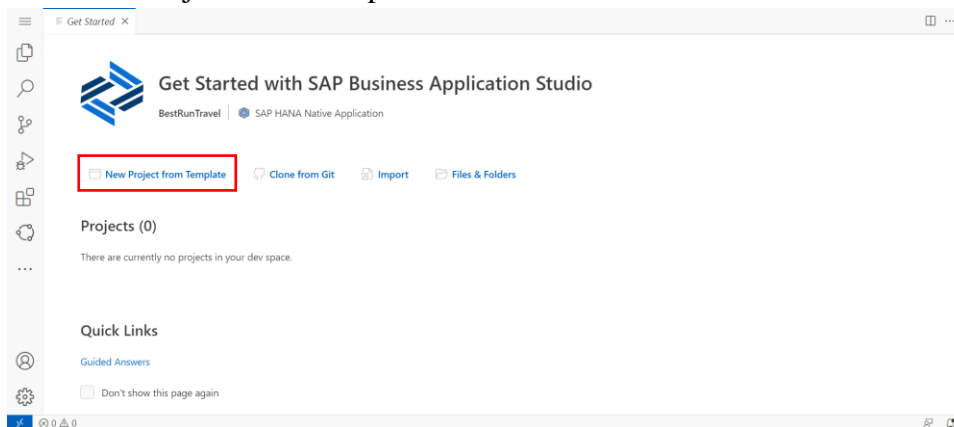 Get Started
Get Started with SAP Business Application Studio
BestRunTravel SAP HANA Native Application
New Project from Template Clone from Git Import Files & Folders
Projects (0)
There are currently no projects in your dev space.
Quick Links
Guided Answers
Don't show this page again
0 0